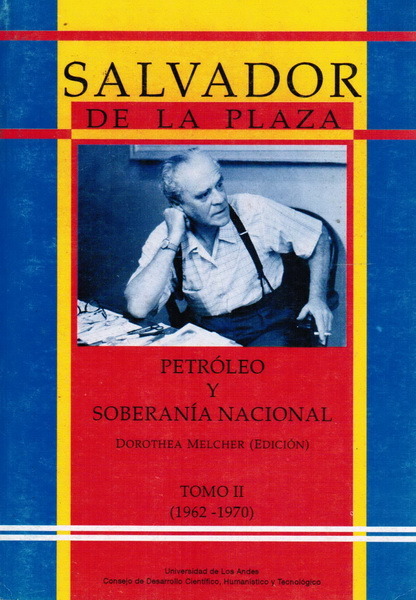 SALVADOR
DE LA PLAZA
PETRÓLEO
Y
SOBERANÍA NACIONAL
DOROTHEA MELCHER (EDICIÓN)
TOMO II
(1962 -1970)
Universidad de Los Andes
Consejo de Desarrollo Científico, Humanístico y Tecnológico